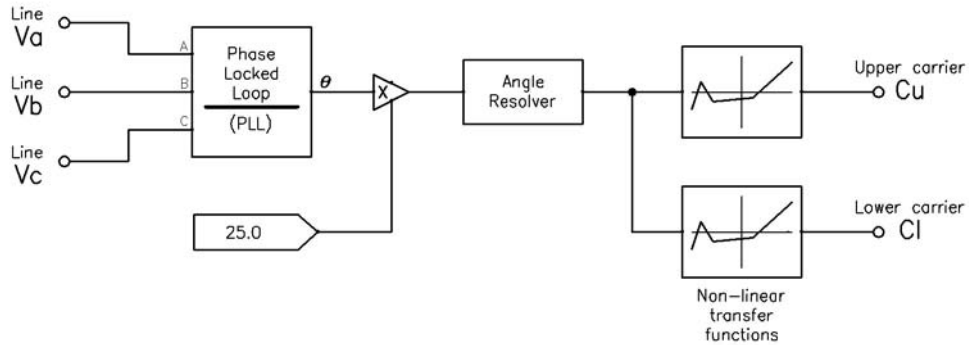 Line
Va
A
Line
Vb
B
Line
Vc
C
Phase
Locked
Loop
(PLL)
θ
X
25.0
Angle
Resolver
Upper carrier
Cu
Lower carrier
Cl
Non-linear
transfer
functions